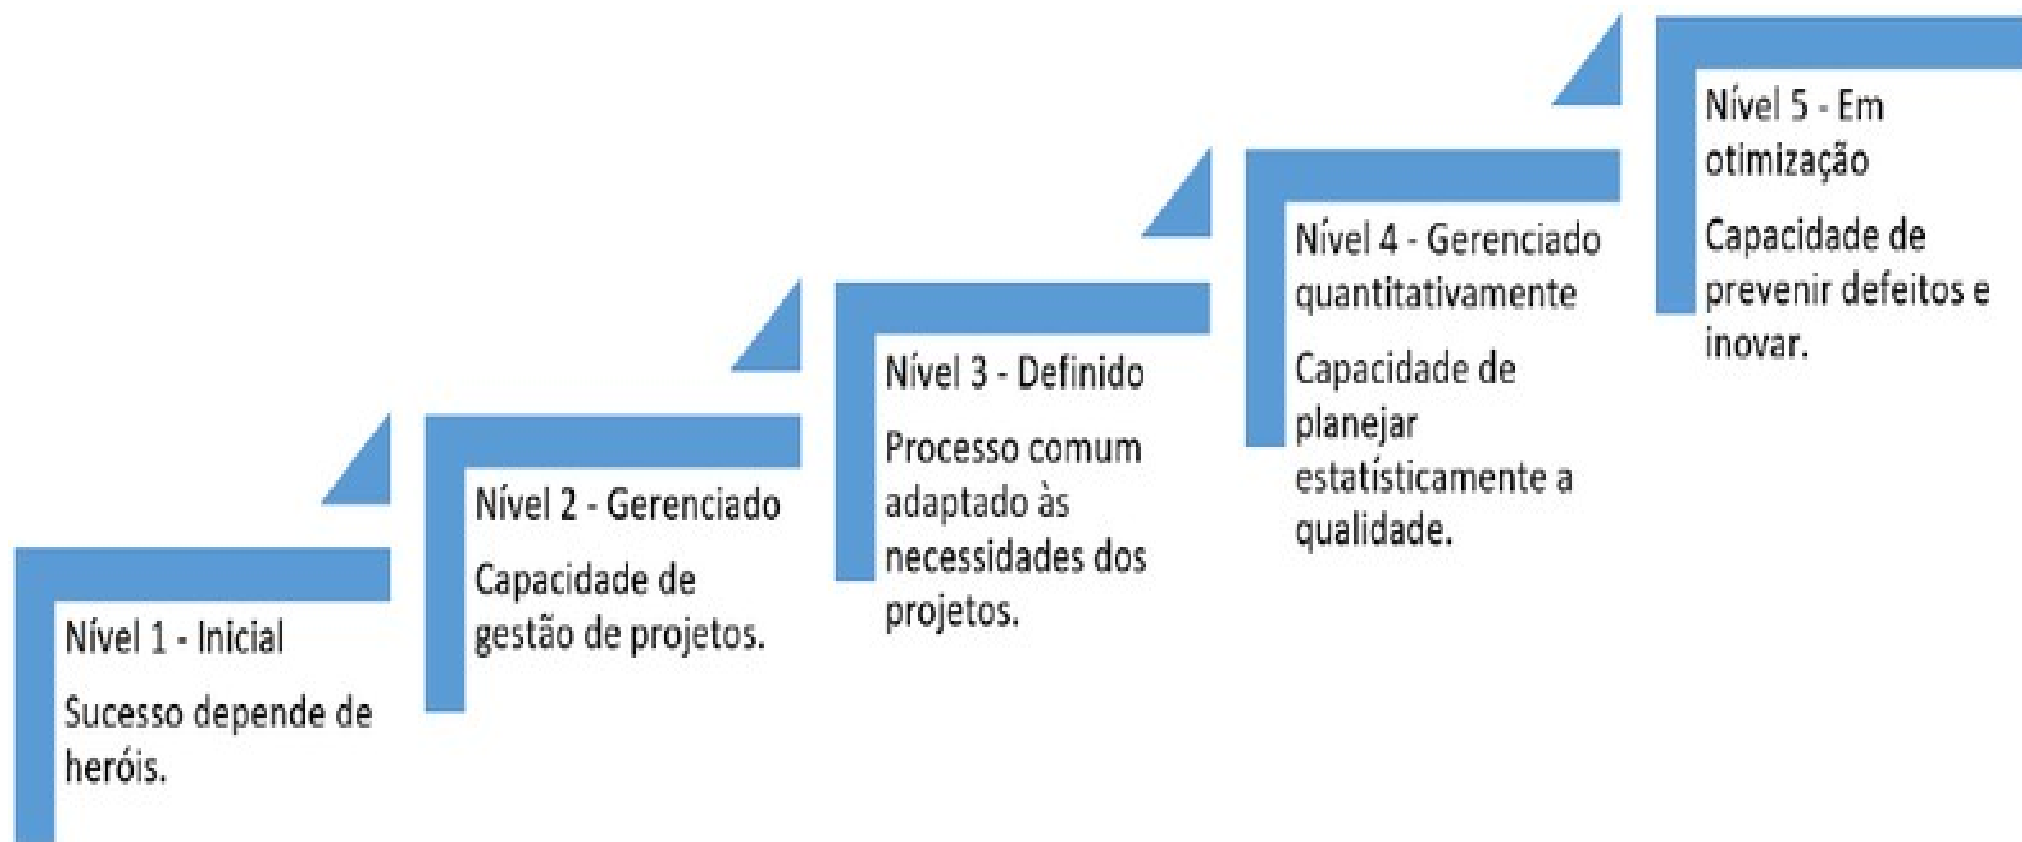 Nível 1 - Inicial
Sucesso depende de
heróis.
Nível 2 - Gerenciado
Capacidade de
gestão de projetos.
Nível 3 - Definido
Processo comum
adaptado às
necessidades dos
projetos.
Nível 4 - Gerenciado
quantitativamente
Capacidade de
planejar
estatísticamente a
qualidade.
Nível 5 - Em
otimização
Capacidade de
prevenir defeitos e
inovar.